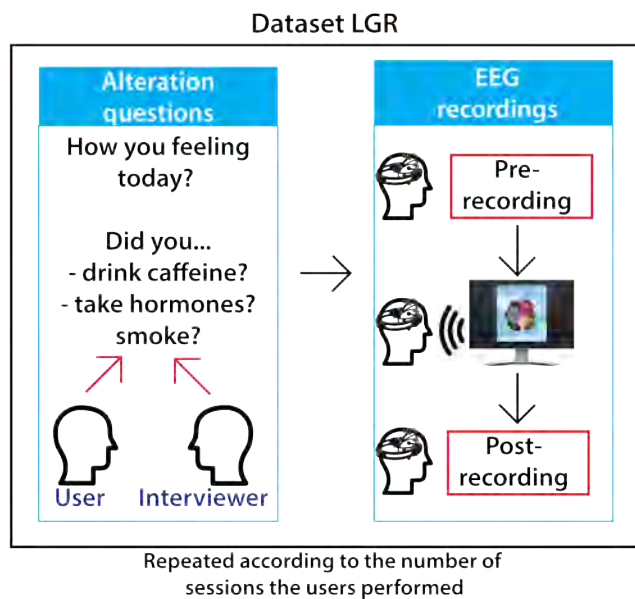 Dataset LGR
Alteration
questions
How you feeling
today?
Did you...
- drink caffeine?
- take hormones?
smoke?
User
Interviewer
EEG
recordings
Pre-
recording
Post-
recording
Repeated according to the number of
sessions the users performed